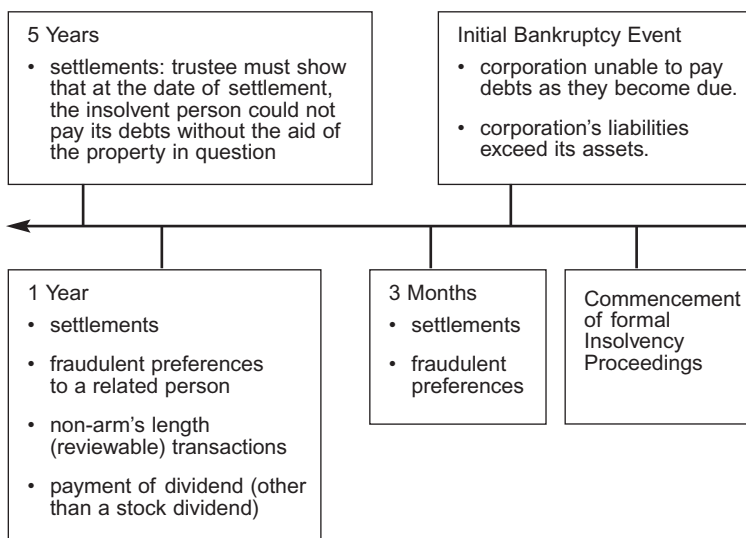 5 Years
• settlements: trustee must show
that at the date of settlement,
the insolvent person could not
pay its debts without the aid of
the property in question
Initial Bankruptcy Event
• corporation unable to pay
debts as they become due.
• corporation's liabilities
exceed its assets.
1 Year
• settlements
• fraudulent preferences
to a related person
• non-arm's length
(reviewable) transactions
• payment of dividend (other
than a stock dividend)
3 Months
• settlements
• fraudulent
preferences
Commencement
of formal
Insolvency
Proceedings